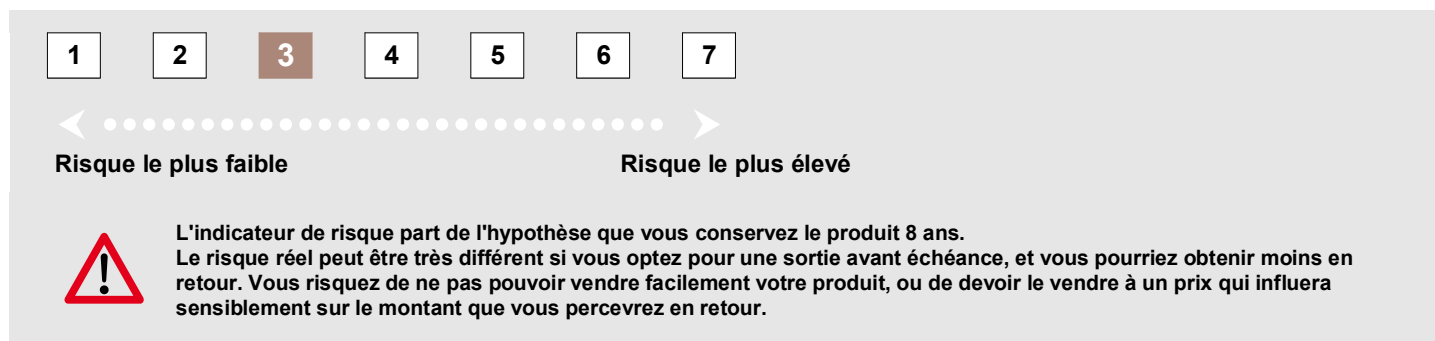 1 2 3 4 5 6 7
Risque le plus faible Risque le plus élevé
L'indicateur de risque part de l'hypothèse que vous conservez le produit 8 ans.
Le risque réel peut être très différent si vous optez pour une sortie avant échéance, et vous pourriez obtenir moins en
retour. Vous risquez de ne pas pouvoir vendre facilement votre produit, ou de devoir le vendre à un prix qui influera
sensiblement sur le montant que vous percevrez en retour.